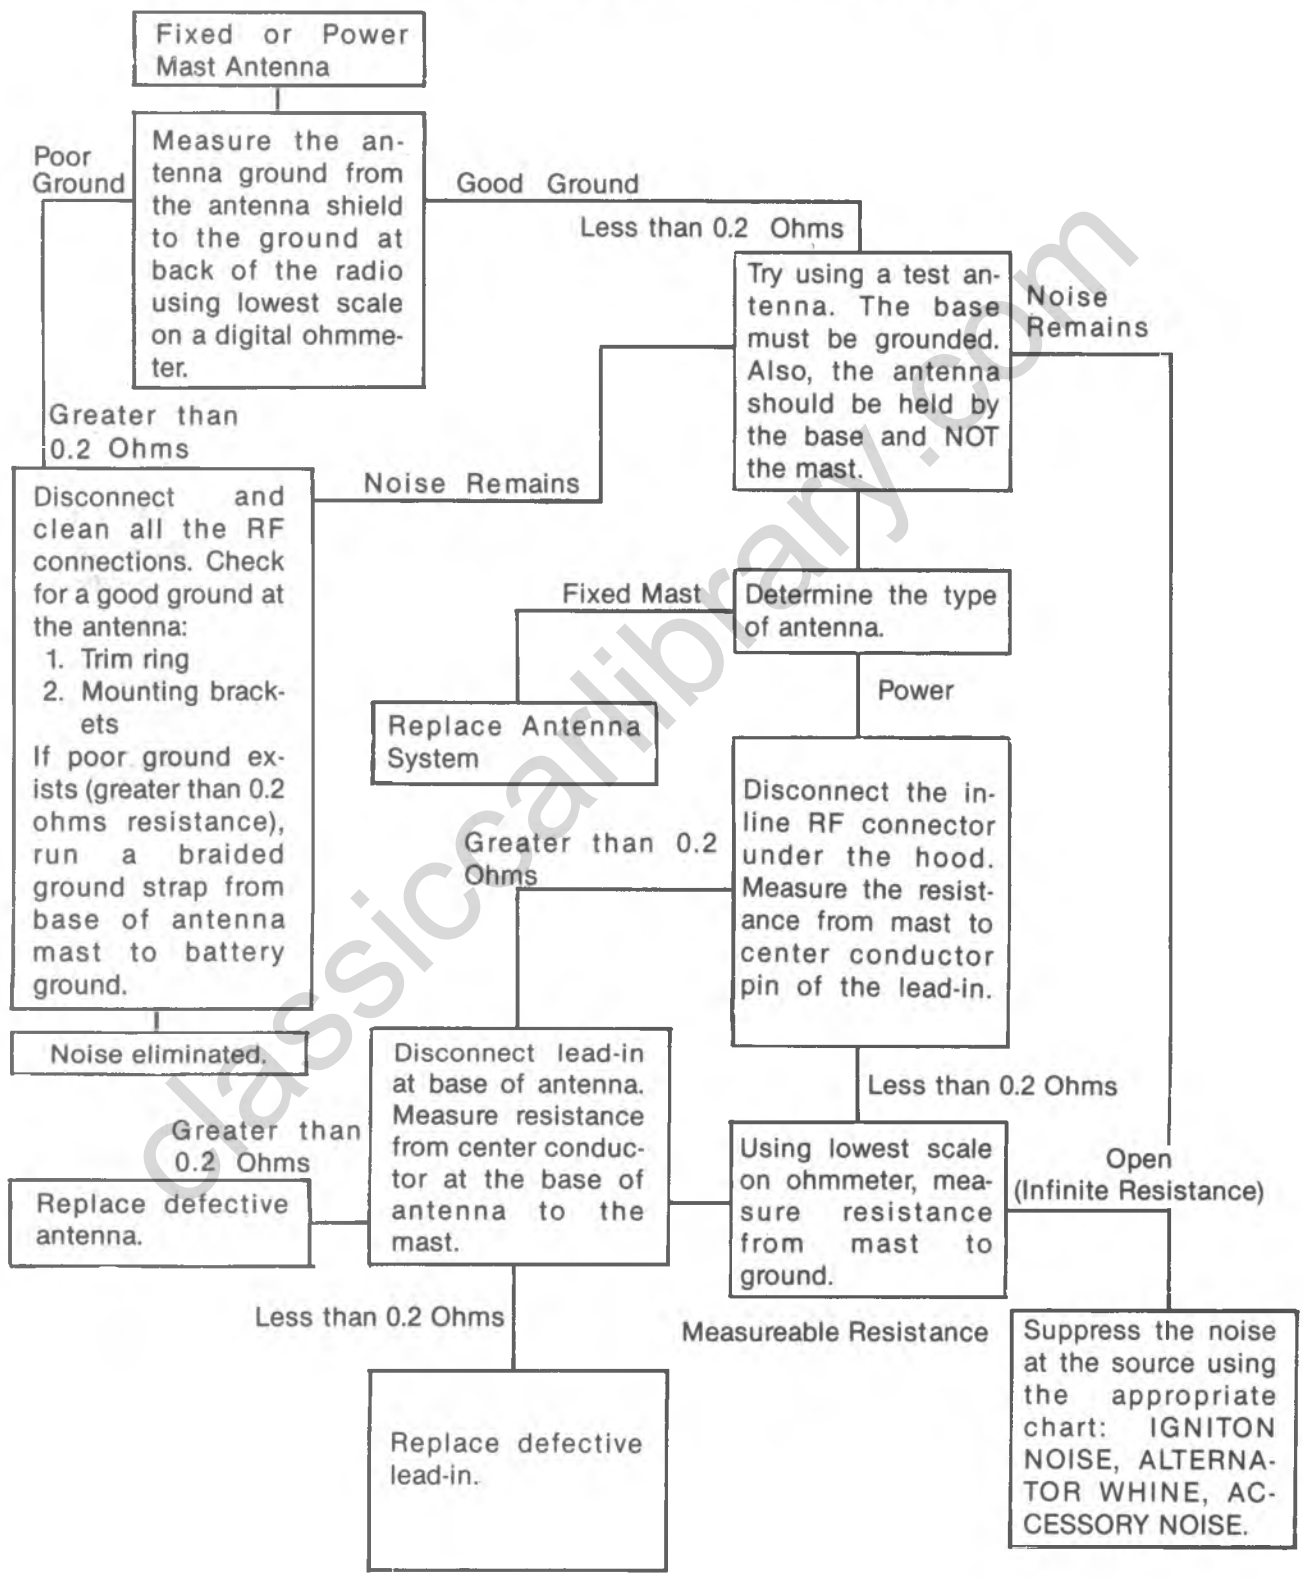 Fixed or Power
Mast Antenna
Measure the an-
tenna ground from
the antenna shield
to the ground at
back of the radio
using lowest scale
on a digital ohmme-
ter.
Poor
Ground
Good Ground
Less than 0.2 Ohms
Try using a test an-
tenna. The base
must be grounded.
Also, the antenna
should be held by
the base and NOT
the mast.
Noise
Remains
Greater than
0.2 Ohms
Noise Remains
Disconnect and
clean all the RF
connections. Check
for a good ground at
the antenna:
1. Trim ring
2. Mounting brack-
ets
If poor ground ex-
ists (greater than 0.2
ohms resistance),
run a braided
ground strap from
base of antenna
mast to battery
ground.
Noise eliminated.
Fixed Mast
Determine the type
of antenna.
Power
Replace Antenna
System
Disconnect the in-
line RF connector
under the hood.
Measure the resist-
ance from mast to
center conductor
pin of the lead-in.
Greater than 0.2
Ohms
Less than 0.2 Ohms
Disconnect lead-in
at base of antenna.
Measure resistance
from center conduc-
tor at the base of
antenna to the
mast.
Greater than
0.2 Ohms
Replace defective
antenna.
Using lowest scale
on ohmmeter, mea-
sure resistance
from mast to
ground.
Open
(Infinite Resistance)
Less than 0.2 Ohms
Measureable Resistance
Replace defective
lead-in.
Suppress the noise
at the source using
the appropriate
chart: IGNITON
NOISE, ALTERNA-
TOR WHINE, AC-
CESSORY NOISE.
classiccarlibrary.com